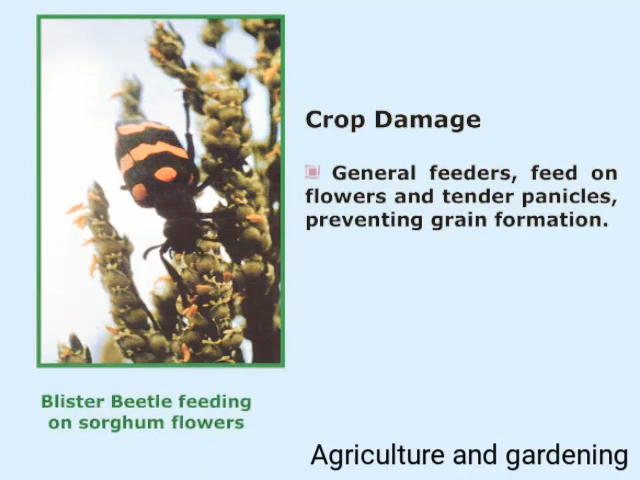 Crop Damage
General feeders, feed on
flowers and tender panicles,
preventing grain formation.
Blister Beetle feeding
on sorghum flowers
Agriculture and gardening